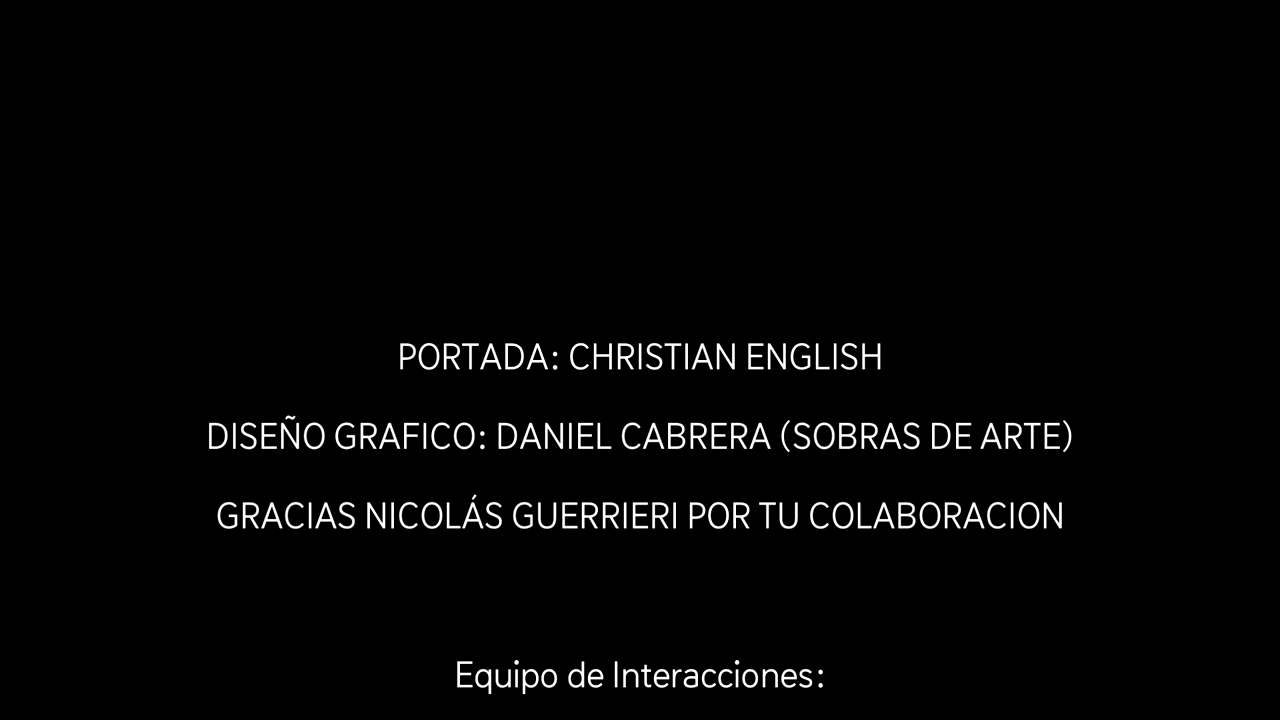 PORTADA: CHRISTIAN ENGLISH
DISEÑO GRAFICO: DANIEL CABRERA (SOBRAS DE ARTE)
GRACIAS NICOLÁS GUERRIERI POR TU COLABORACION
Equipo de Interacciones: